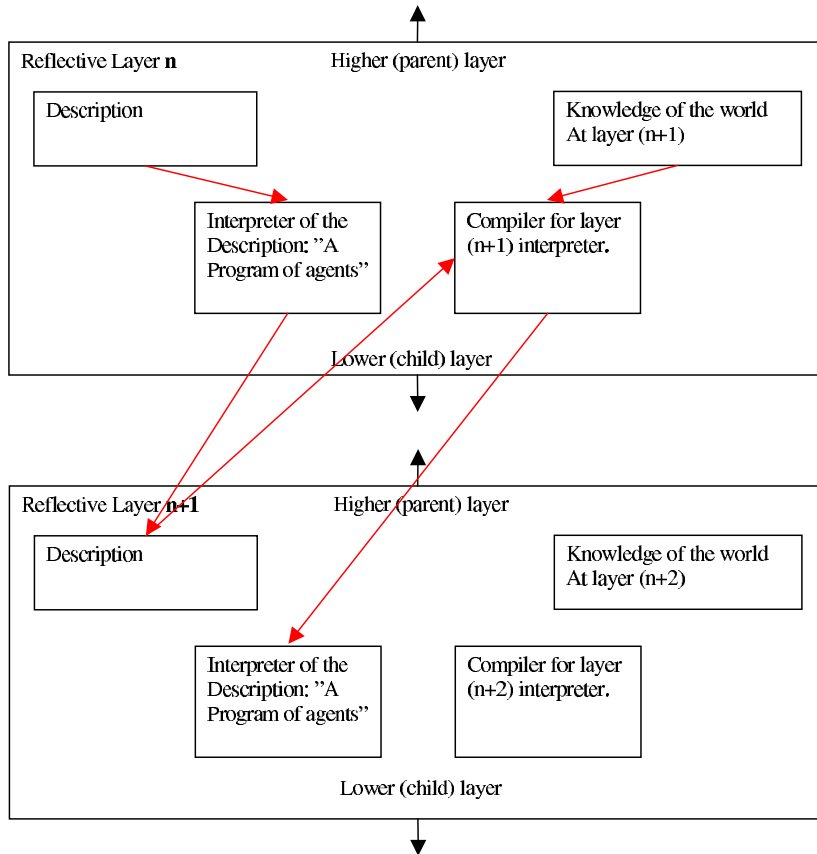 Reflective Layer n
Higher (parent) layer
Description
Knowledge of the world
At layer (n+1)
Interpreter of the
Description: ”A
Program of agents”
Compiler for layer
(n+1) interpreter.
Lower (child) layer
Reflective Layer n+1
Higher (parent) layer
Description
Knowledge of the world
At layer (n+2)
Interpreter of the
Description: ”A
Program of agents”
Compiler for layer
(n+2) interpreter.
Lower (child) layer